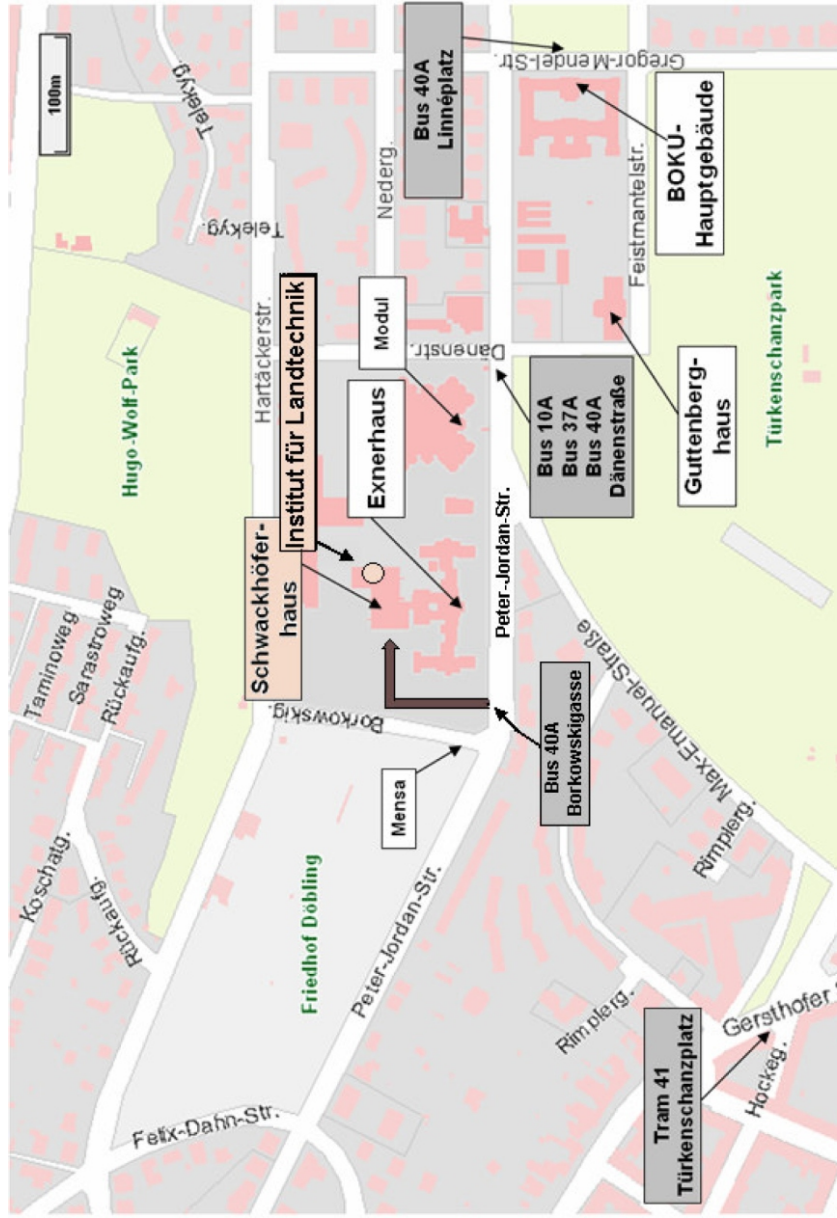 100m
Koschatg.
Taminoweg
Sarastroweg
Rückaufg.
Rückaufg.
Hugo-Wolf-Park
Telekyg.
Telekyg.
Felix-Dahn-Str.
Friedhof Döbling
Borkowskig.
Hartäckerstr.
Schwackhöfer-
haus
Institut für Landtechnik
Peter-Jordan-Str.
Mensa
Exnerhaus
Modul
Dänenstr.
Nederg.
Bus 40A
Linnéplatz
Gregor-Mendel-Str.
Peter-Jordan-Str.
Bus 40A
Borkowskigasse
Bus 10A
Bus 37A
Bus 40A
Dänenstraße
Feistmantelstr.
BOKU-
Hauptgebäude
Guttenberg-
haus
Rimplerg.
Max-Emanuel-Straße
Rimplerg.
Türkenschanzpark
Tram 41
Türkenschanzplatz
Hockeg.
Gersthofer